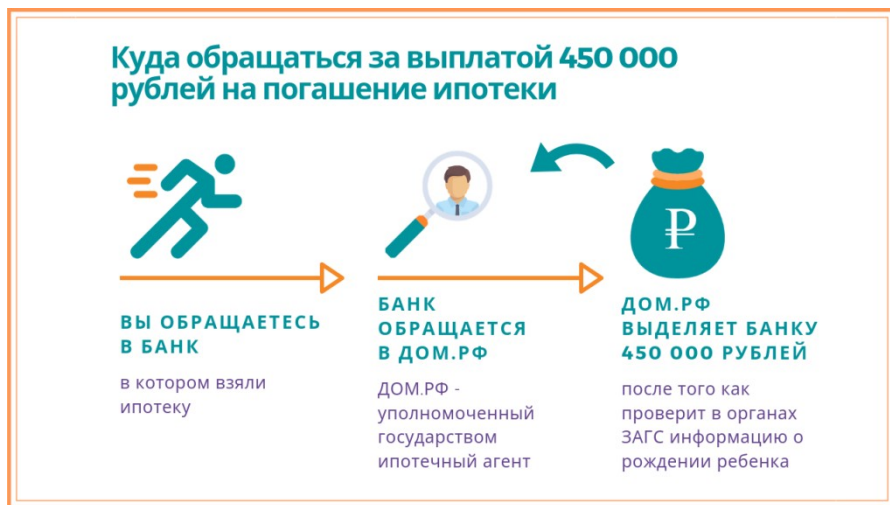 Куда обращаться за выплатой 450 000
рублей на погашение ипотеки
₽
ВЫ ОБРАЩАЕТЕСЬ
В БАНК
в котором взяли
ипотеку
БАНК
ОБРАЩАЕТСЯ
В ДОМ.РФ
ДОМ.РФ -
уполномоченный
государством
ипотечный агент
ДОМ.РФ
ВЫДЕЛЯЕТ БАНКУ
450 000 РУБЛЕЙ
после того как
проверит в органах
ЗАГС информацию о
рождении ребенка